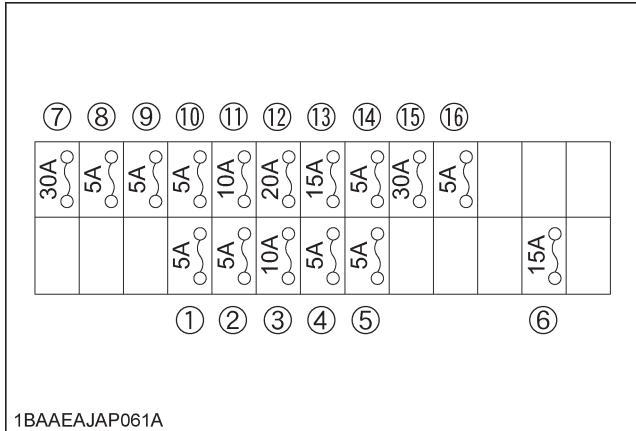 ⑦ ⑧ ⑨ ⑩ ⑪ ⑫ ⑬ ⑭ ⑮ ⑯
30A 5A 5A 5A 10A 20A 15A 5A 30A 5A
5A 5A 10A 5A 5A 15A
① ② ③ ④ ⑤ ⑥
1BAAEAJAP061A